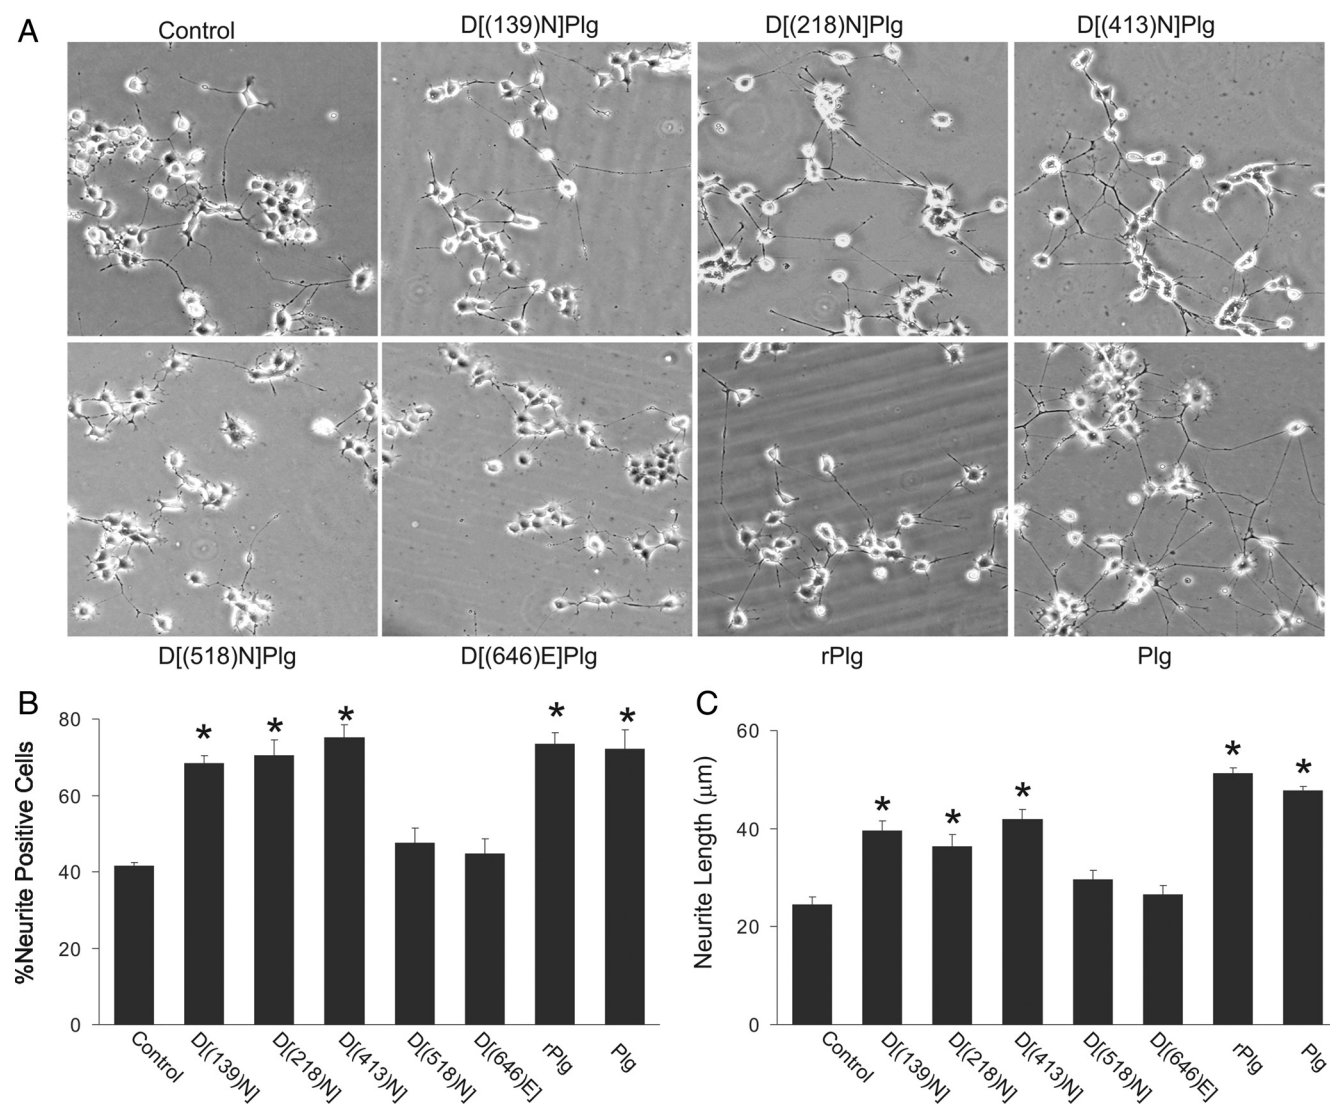 A
Control
D[(139)N]Plg
D[(218)N]Plg
D[(413)N]Plg
D[(518)N]Plg
D[(646)E]Plg
rPlg
Plg
B
%Neurite Positive Cells
80
60
40
20
0
*
*
*
*
*
Control
D[(139)N]
D[(218)N]
D[(413)N]
D[(518)N]
D[(646)E]
rPlg
Plg
C
Neurite Length (μm)
60
40
20
0
*
*
*
*
*
Control
D[(139)N]
D[(218)N]
D[(413)N]
D[(518)N]
D[(646)E]
rPlg
Plg